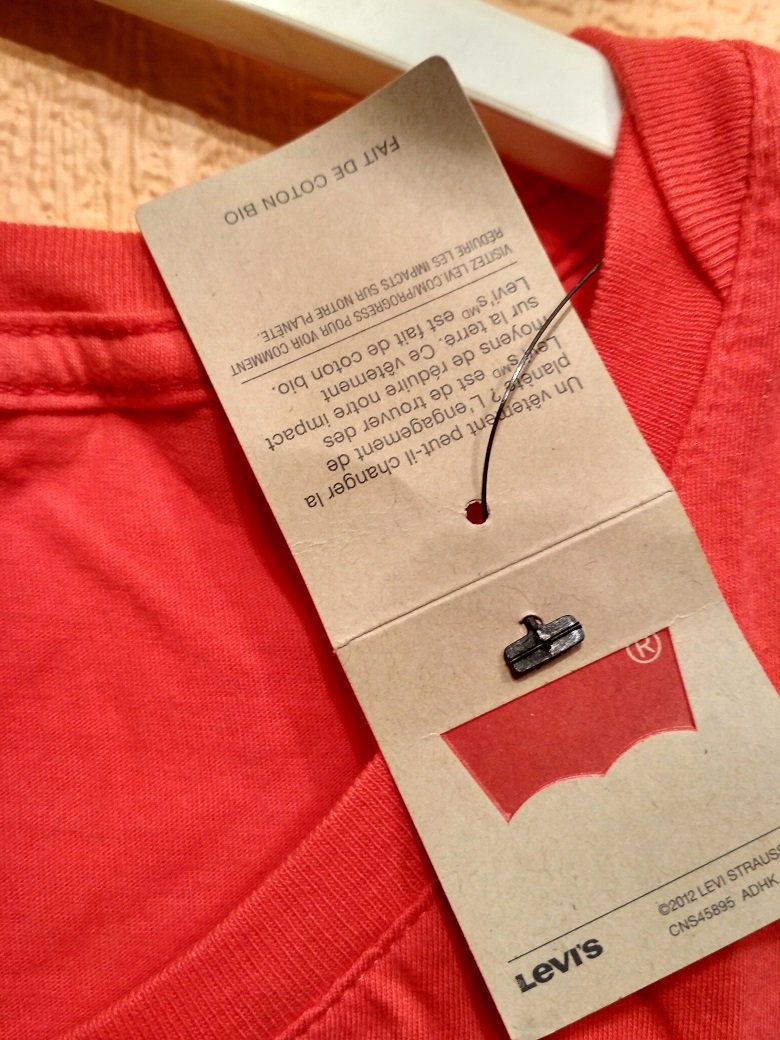 Un vêtement peut-il changer la
planète? L'engagement de
Levi's ᴹᴰ est de trouver des
moyens de réduire notre impact
sur la terre. Ce vêtement
Levi's ᴹᴰ est fait de coton bio.
VISITEZ LEVI.COM/PROGRESS POUR VOIR COMMENT
RÉDUIRE LES IMPACTS SUR NOTRE PLANÈTE.
FAIT DE COTON BIO
®
©2012 LEVI STRAUSS
CNS45895 ADHK
Levi's